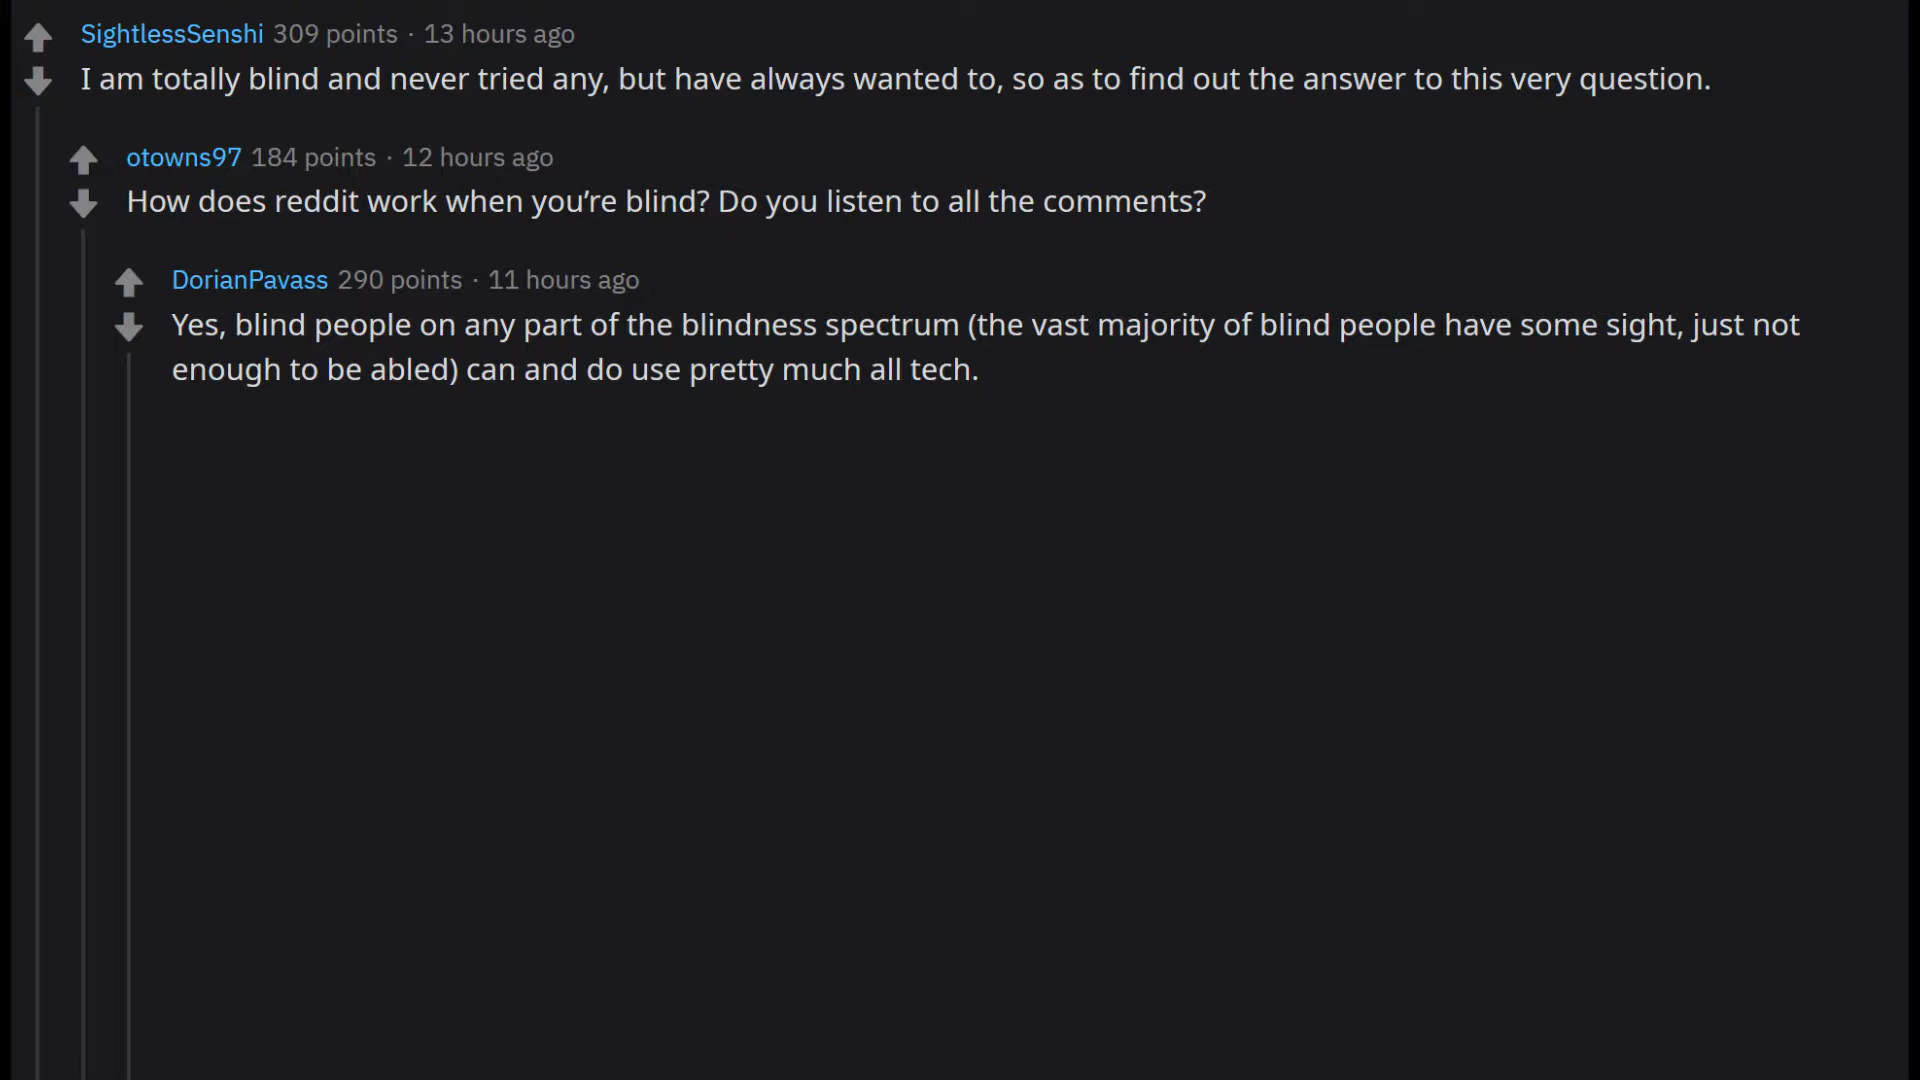 SightlessSenshi 309 points · 13 hours ago
I am totally blind and never tried any, but have always wanted to, so as to find out the answer to this very question.
otowns97 184 points · 12 hours ago
How does reddit work when you’re blind? Do you listen to all the comments?
DorianPavass 290 points · 11 hours ago
Yes, blind people on any part of the blindness spectrum (the vast majority of blind people have some sight, just not
enough to be abled) can and do use pretty much all tech.